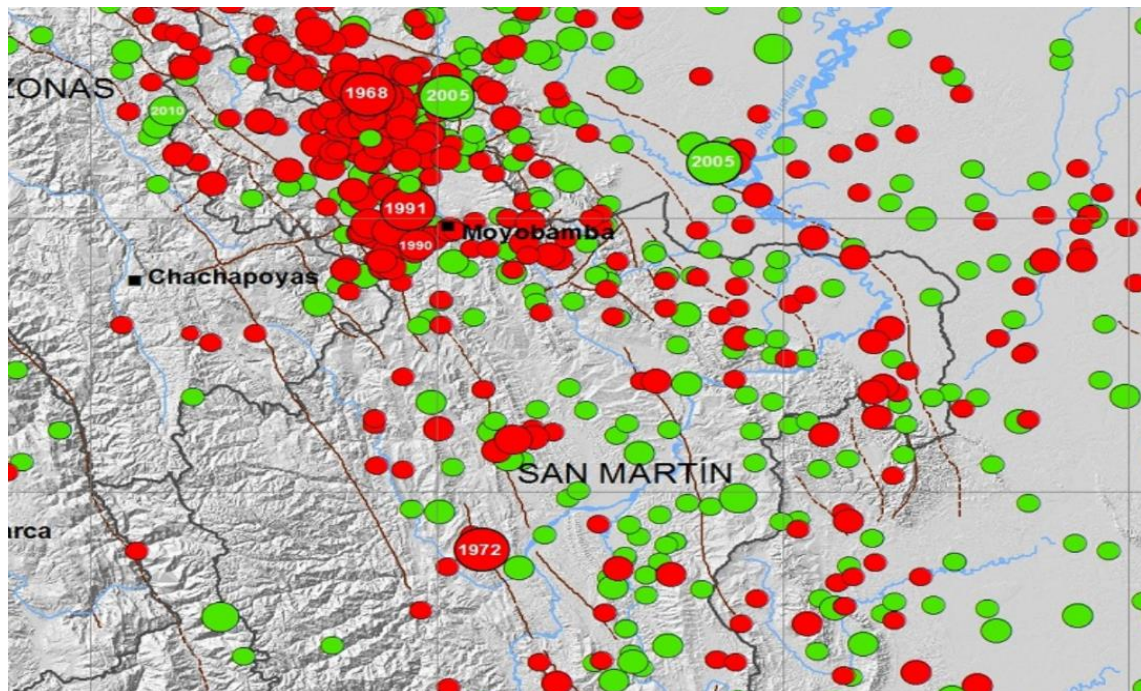 ZONAS
1968
2005
2010
2005
Río Huallaga
1991
Moyobamba
1990
Chachapoyas
SAN MARTÍN
arca
1972